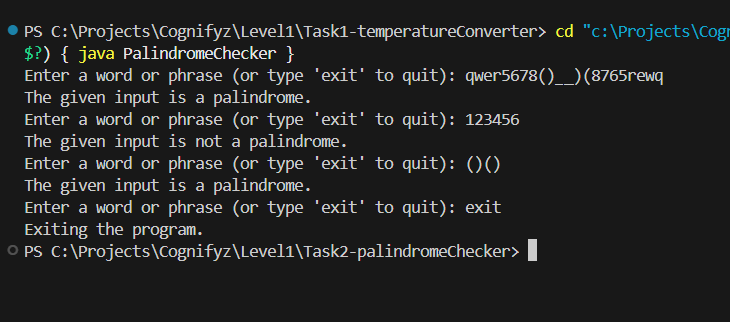 PS C:\Projects\Cognifyz\Level1\Task1-temperatureConverter> cd "c:\Projects\Cogn
$?) { java PalindromeChecker }
Enter a word or phrase (or type 'exit' to quit): qwer5678()__)(8765rewq
The given input is a palindrome.
Enter a word or phrase (or type 'exit' to quit): 123456
The given input is not a palindrome.
Enter a word or phrase (or type 'exit' to quit): ()()
The given input is a palindrome.
Enter a word or phrase (or type 'exit' to quit): exit
Exiting the program.
PS C:\Projects\Cognifyz\Level1\Task2-palindromeChecker>